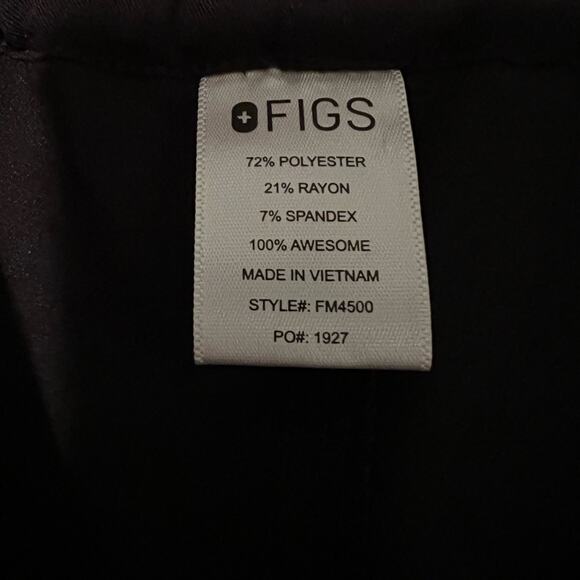 FIGS
72% POLYESTER
21% RAYON
7% SPANDEX
100% AWESOME
MADE IN VIETNAM
STYLE#: FM4500
PO#: 1927